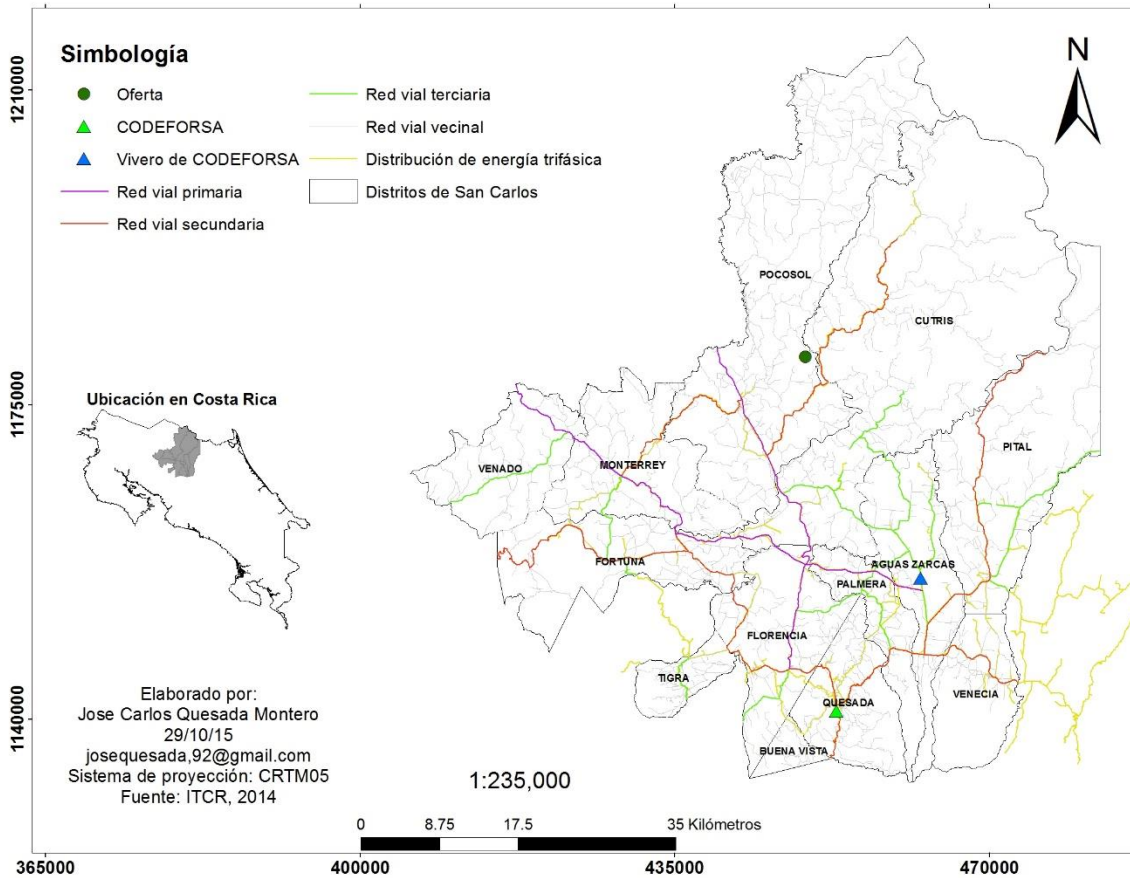 Simbología
Oferta
CODEFORSA
Vivero de CODEFORSA
Red vial primaria
Red vial secundaria
Red vial terciaria
Red vial vecinal
Distribución de energía trifásica
Distritos de San Carlos
N
1210000
1175000
1140000
POCOSOL
CUTRIS
PITAL
VENADO
MONTERREY
FORTUNA
AGUAS ZARCAS
PALMERA
FLORENCIA
TIGRA
QUESADA
VENECIA
BUENA VISTA
Ubicación en Costa Rica
Elaborado por:
Jose Carlos Quesada Montero
29/10/15
josequesada,92@gmail.com
Sistema de proyección: CRTM05
Fuente: ITCR, 2014
1:235,000
0 8.75 17.5 35 Kilómetros
365000 400000 435000 470000